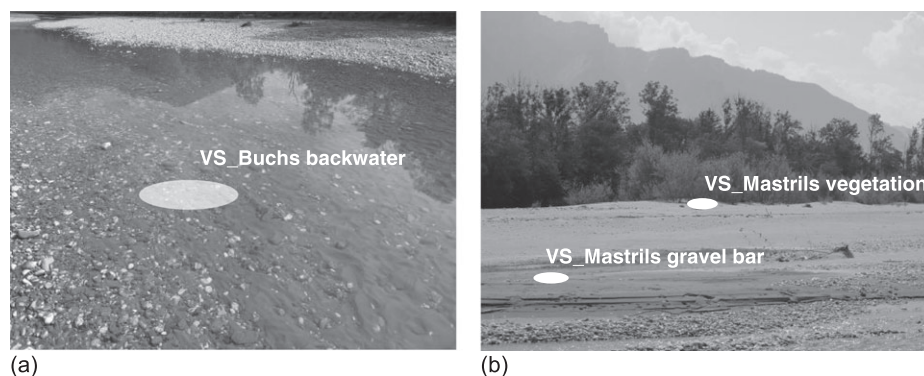 VS_Buchs backwater
VS_Mastrils vegetation
VS_Mastrils gravel bar
(a)
(b)